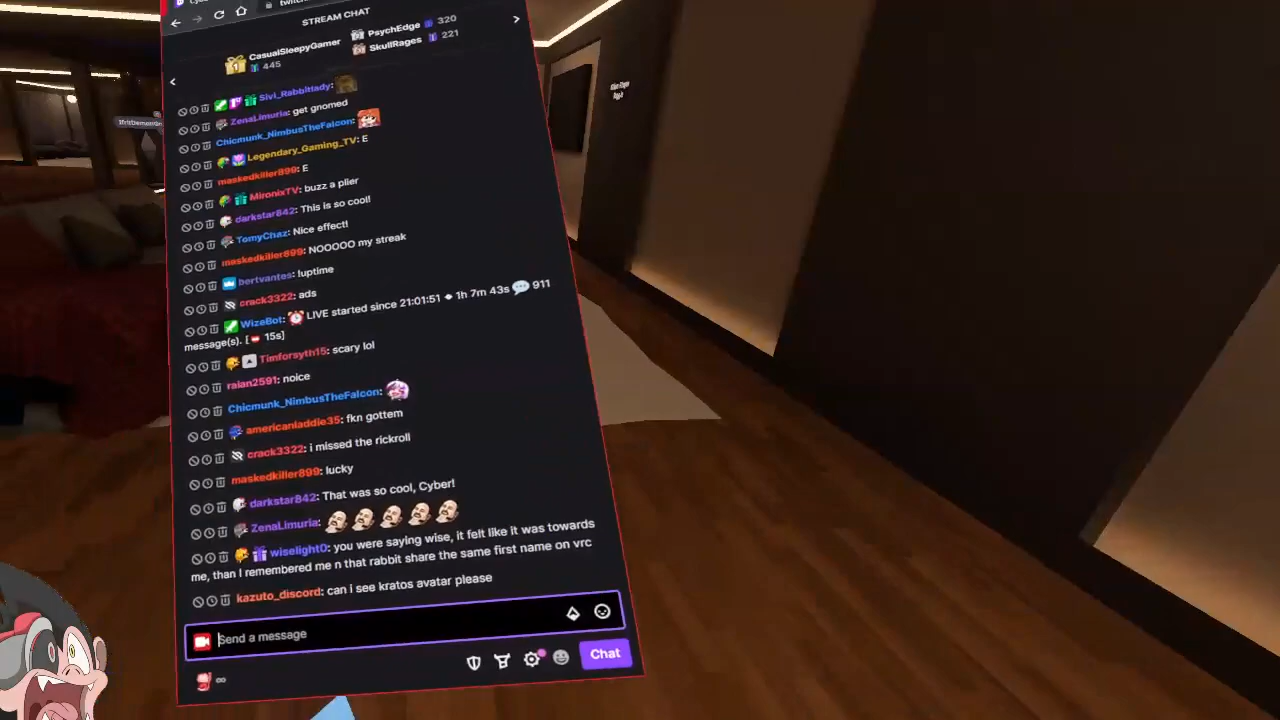 STREAM CHAT
CasualSleepyGamer
445
PsychEdge 320
SkullRages 221
Sivi_Rabbittady:
ZenaLimuria: get gnomed
Chicmunk_NimbusTheFalcon:
Legendary_Gaming_TV: E
maskedkiller899: E
MironixTV: buzz a plier
darkstar842: This is so cool!
TomyChaz: Nice effect!
maskedkiller899: NOOOOO my streak
bertvantes: !uptime
crack3322: ads
WizeBot: LIVE started since 21:01:51 ⬥ 1h 7m 43s 💬 911
message(s). [ 15s]
Timforsyth15: scary lol
raian2591: noice
Chicmunk_NimbusTheFalcon:
americanladdie35: fkn gottem
crack3322: i missed the rickroll
maskedkiller899: lucky
darkstar842: That was so cool, Cyber!
ZenaLimuria:
wiselight0: you were saying wise, it felt like it was towards
me, than I remembered me n that rabbit share the same first name on vrc
kazuto_discord: can i see kratos avatar please
Send a message
Chat
∞